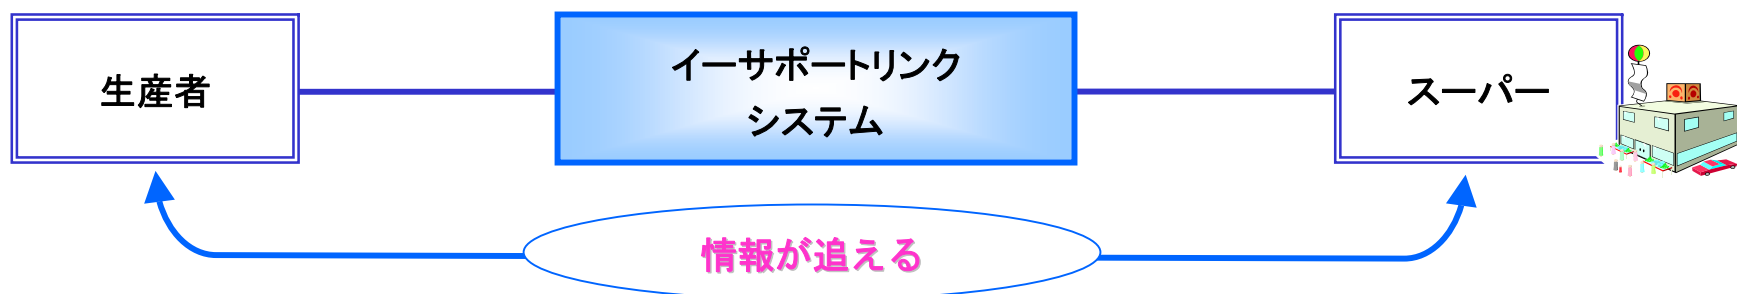 生産者
イーサポートリンク
システム
スーパー
情報が追える